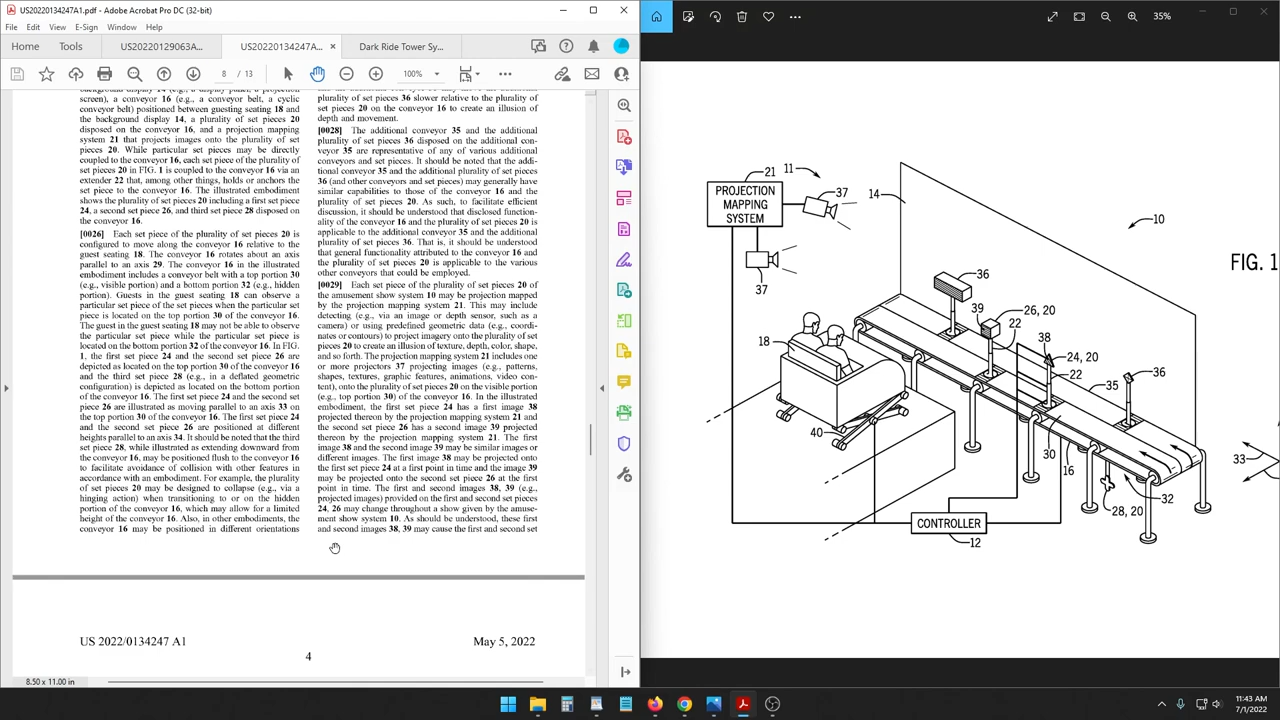 US20220134247A1.pdf - Adobe Acrobat Pro DC (32-bit)
File Edit View E-Sign Window Help
Home Tools US20220129063A... US20220134247A... × Dark Ride Tower Sy...
8 / 13 100%
35%
screen), a conveyor 16 (e.g., a conveyor belt, a cyclic
conveyor belt) positioned between guesting seating 18 and
the background display 14, a plurality of set pieces 20
disposed on the conveyor 16, and a projection mapping
system 21 that projects images onto the plurality of set
pieces 20. While particular set pieces may be directly
coupled to the conveyor 16, each set piece of the plurality of
set pieces 20 in FIG. 1 is coupled to the conveyor 16 via an
extender 22 that, among other things, holds or anchors the
set piece to the conveyor 16. The illustrated embodiment
shows the plurality of set pieces 20 including a first set piece
24, a second set piece 26, and third set piece 28 disposed on
the conveyor 16.
[0026] Each set piece of the plurality of set pieces 20 is
configured to move along the conveyor 16 relative to the
guest seating 18. The conveyor 16 rotates about an axis
parallel to an axis 29. The conveyor 16 in the illustrated
embodiment includes a conveyor belt with a top portion 30
(e.g., visible portion) and a bottom portion 32 (e.g., hidden
portion). Guests in the guest seating 18 can observe a
particular set piece of the set pieces when the particular set
piece is located on the top portion 30 of the conveyor 16.
The guest in the guest seating 18 may not be able to observe
the particular set piece while the particular set piece is
located on the bottom portion 32 of the conveyor 16. In FIG.
1, the first set piece 24 and the second set piece 26 are
depicted as located on the top portion 30 of the conveyor 16
and the third set piece 28 (e.g., in a deflated geometric
configuration) is depicted as located on the bottom portion
of the conveyor 16. The first set piece 24 and the second set
piece 26 are illustrated as moving parallel to an axis 33 on
the top portion 30 of the conveyor 16. The first set piece 24
and the second set piece 26 are positioned at different
heights parallel to an axis 34. It should be noted that the third
set piece 28, while illustrated as extending downward from
the conveyor 16, may be positioned flush to the conveyor 16
to facilitate avoidance of collision with other features in
accordance with an embodiment. For example, the plurality
of set pieces 20 may be designed to collapse (e.g., via a
hinging action) when transitioning to or on the hidden
portion of the conveyor 16, which may allow for a limited
height of the conveyor 16. Also, in other embodiments, the
conveyor 16 may be positioned in different orientations
plurality of set pieces 36 slower relative to the plurality of
set pieces 20 on the conveyor 16 to create an illusion of
depth and movement.
[0028] The additional conveyor 35 and the additional
plurality of set pieces 36 disposed on the additional con-
veyor 35 are representative of any of various additional
conveyors and set pieces. It should be noted that the addi-
tional conveyor 35 and the additional plurality of set pieces
36 (and other conveyors and set pieces) may generally have
similar capabilities to those of the conveyor 16 and the
plurality of set pieces 20. As such, to facilitate efficient
discussion, it should be understood that disclosed function-
ality of the conveyor 16 and the plurality of set pieces 20 is
applicable to the additional conveyor 35 and the additional
plurality of set pieces 36. That is, it should be understood
that general functionality attributed to the conveyor 16 and
the plurality of set pieces 20 is applicable to the various
other conveyors that could be employed.
[0029] Each set piece of the plurality of set pieces 20 of
the amusement show system 10 may be projection mapped
by the projection mapping system 21. This may include
detecting (e.g., via an image or depth sensor, such as a
camera) or using predefined geometric data (e.g., coordi-
nates or contours) to project imagery onto the plurality of set
pieces 20 to create an illusion of texture, depth, color, shape,
and so forth. The projection mapping system 21 includes one
or more projectors 37 projecting images (e.g., patterns,
shapes, textures, graphic features, animations, video con-
tent), onto the plurality of set pieces 20 on the visible portion
(e.g., top portion 30) of the conveyor 16. In the illustrated
embodiment, the first set piece 24 has a first image 38
projected thereon by the projection mapping system 21 and
the second set piece 26 has a second image 39 projected
thereon by the projection mapping system 21. The first
image 38 and the second image 39 may be similar images or
different images. The first image 38 may be projected onto
the first set piece 24 at a first point in time and the image 39
may be projected onto the second set piece 26 at the first
point in time. The first and second images 38, 39 (e.g.,
projected images) provided on the first and second set pieces
24, 26 may change throughout a show given by the amuse-
ment show system 10. As should be understood, these first
and second images 38, 39 may cause the first and second set
US 2022/0134247 A1 May 5, 2022
4
8.50 x 11.00 in
21 11
PROJECTION
MAPPING
SYSTEM
37
37
14
10
FIG. 1
36
39
26, 20
22
38
24, 20
22
35
36
18
40
30
16
28, 20
32
33
CONTROLLER
12
11:43 AM
7/1/2022